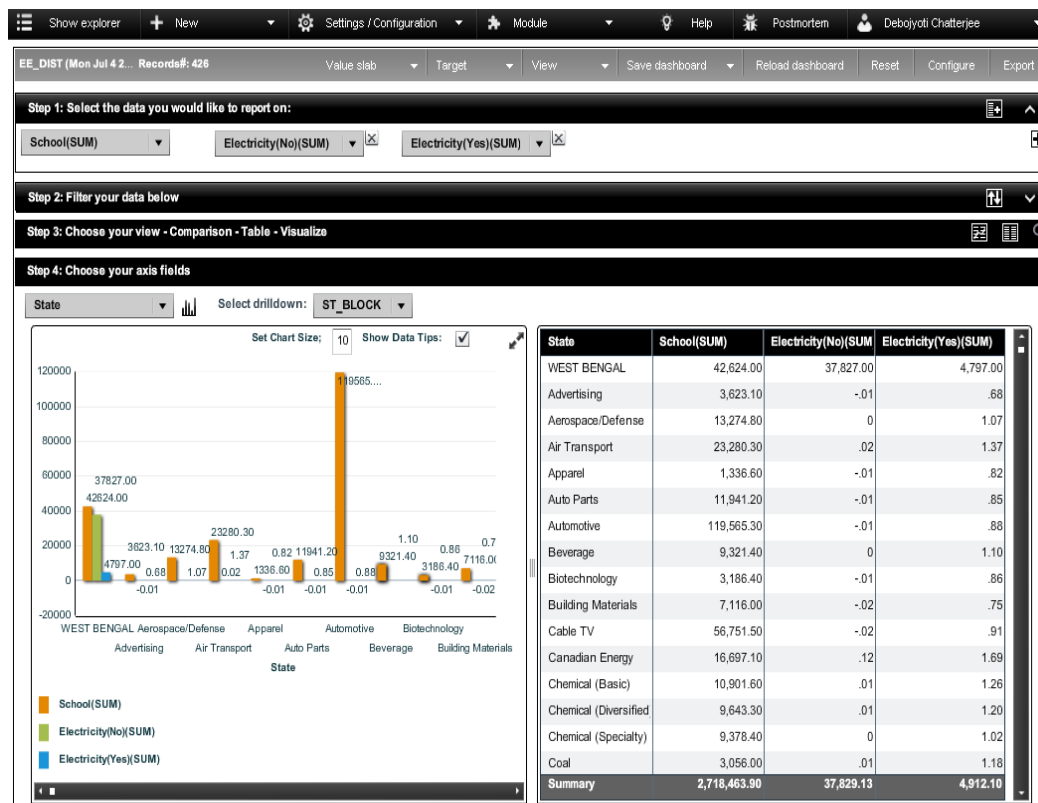 Show explorer New Settings / Configuration Module Help Postmortem Debojyoti Chatterjee
EE_DIST (Mon Jul 4 2... Records#: 426 Value slab Target View Save dashboard Reload dashboard Reset Configure Export
Step 1: Select the data you would like to report on:
School(SUM) Electricity(No)(SUM) Electricity(Yes)(SUM)
Step 2: Filter your data below
Step 3: Choose your view - Comparison - Table - Visualize
Step 4: Choose your axis fields
State Select drilldown: ST_BLOCK
Set Chart Size; 10 Show Data Tips:
120000
100000
80000
60000
40000
20000
0
-20000
119565....
37827.00
42624.00
4797.00
3623.10
0.68
-0.01
13274.80
1.07
23280.30
0.02
1.37
1336.60
-0.01
0.82
11941.20
-0.01
0.85
-0.01
0.88
9321.40
1.10
3186.40
-0.01
0.86
7116.00
-0.02
0.7
WEST BENGAL Aerospace/Defense Apparel Automotive Biotechnology
Advertising Air Transport Auto Parts Beverage Building Materials
State
School(SUM)
Electricity(No)(SUM)
Electricity(Yes)(SUM)
State School(SUM) Electricity(No)(SUM Electricity(Yes)(SUM)
WEST BENGAL 42,624.00 37,827.00 4,797.00
Advertising 3,623.10 -.01 .68
Aerospace/Defense 13,274.80 0 1.07
Air Transport 23,280.30 .02 1.37
Apparel 1,336.60 -.01 .82
Auto Parts 11,941.20 -.01 .85
Automotive 119,565.30 -.01 .88
Beverage 9,321.40 0 1.10
Biotechnology 3,186.40 -.01 .86
Building Materials 7,116.00 -.02 .75
Cable TV 56,751.50 -.02 .91
Canadian Energy 16,697.10 .12 1.69
Chemical (Basic) 10,901.60 .01 1.26
Chemical (Diversified 9,643.30 .01 1.20
Chemical (Specialty) 9,378.40 0 1.02
Coal 3,056.00 .01 1.18
Summary 2,718,463.90 37,829.13 4,912.10